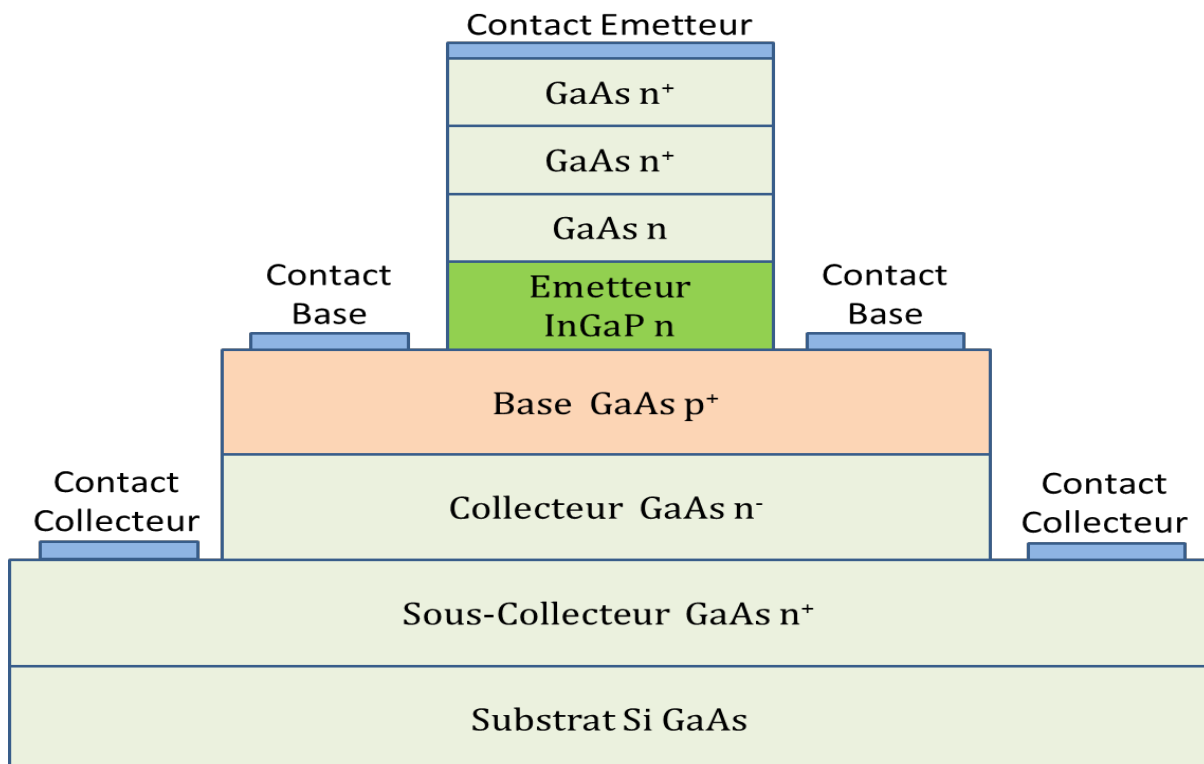 Contact Emetteur
GaAs n⁺
GaAs n⁺
GaAs n
Contact
Base
Emetteur
InGaP n
Contact
Base
Base GaAs p⁺
Contact
Collecteur
Collecteur GaAs n⁻
Contact
Collecteur
Sous-Collecteur GaAs n⁺
Substrat Si GaAs